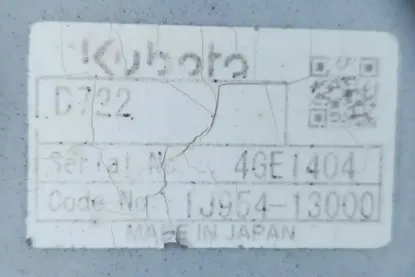 Kubota
D722
Serial No. 4GE1404
Code No. 1J954-13000
MADE IN JAPAN